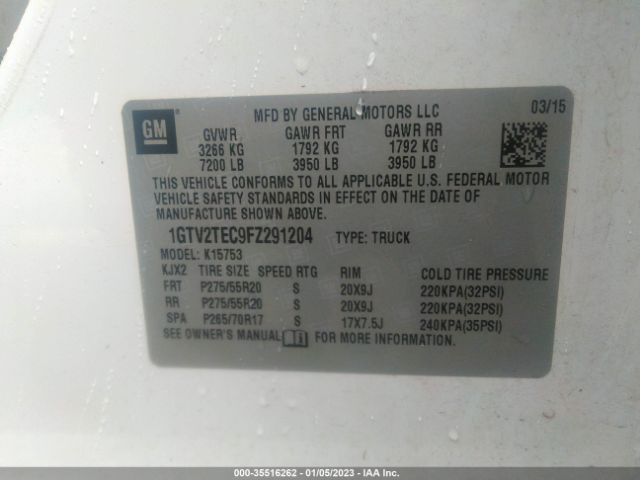 MFD BY GENERAL MOTORS LLC 03/15
GM
GVWR GAWR FRT GAWR RR
3266 KG 1792 KG 1792 KG
7200 LB 3950 LB 3950 LB
THIS VEHICLE CONFORMS TO ALL APPLICABLE U.S. FEDERAL MOTOR
VEHICLE SAFETY STANDARDS IN EFFECT ON THE DATE OF
MANUFACTURE SHOWN ABOVE.
1GTV2TEC9FZ291204 TYPE: TRUCK
MODEL: K15753
KJX2 TIRE SIZE SPEED RTG RIM COLD TIRE PRESSURE
FRT P275/55R20 S 20X9J 220KPA(32PSI)
RR P275/55R20 S 20X9J 220KPA(32PSI)
SPA P265/70R17 S 17X7.5J 240KPA(35PSI)
SEE OWNER'S MANUAL FOR MORE INFORMATION.
000-35516262 - 01/05/2023 - IAA Inc.